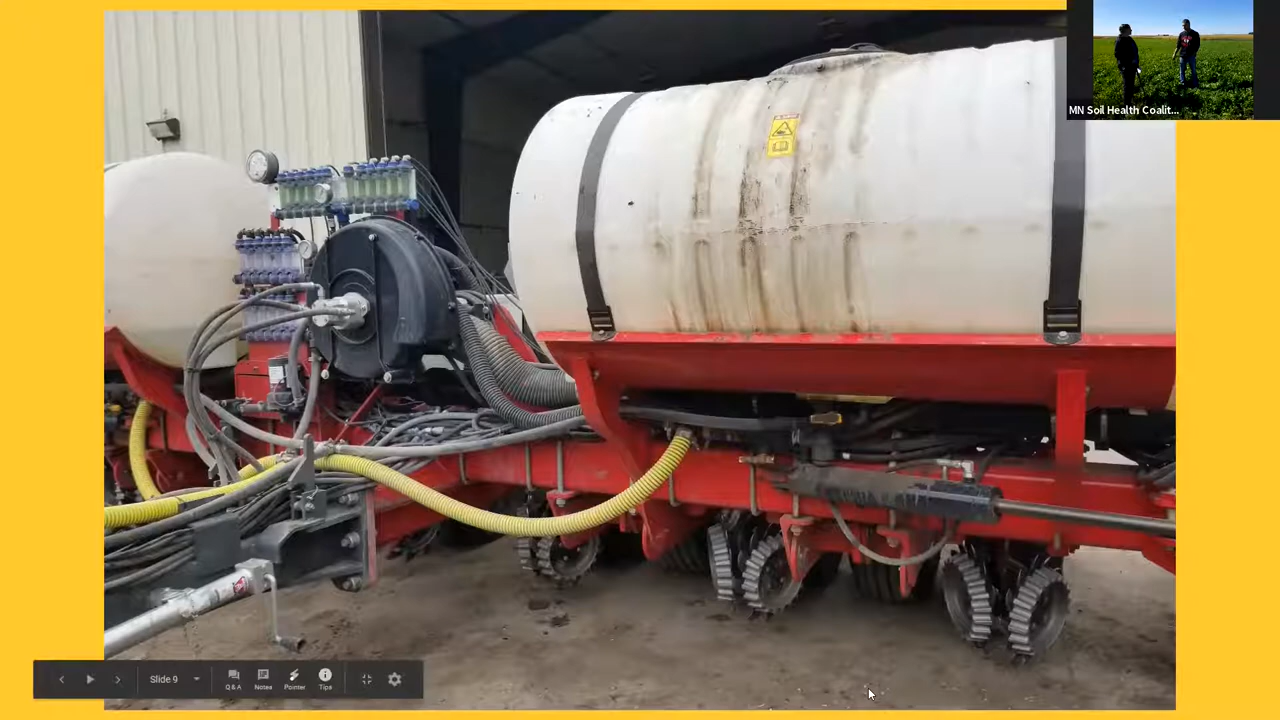 MN Soil Health Coalit...
Slide 9
Q & A
Notes
Pointer
Tips